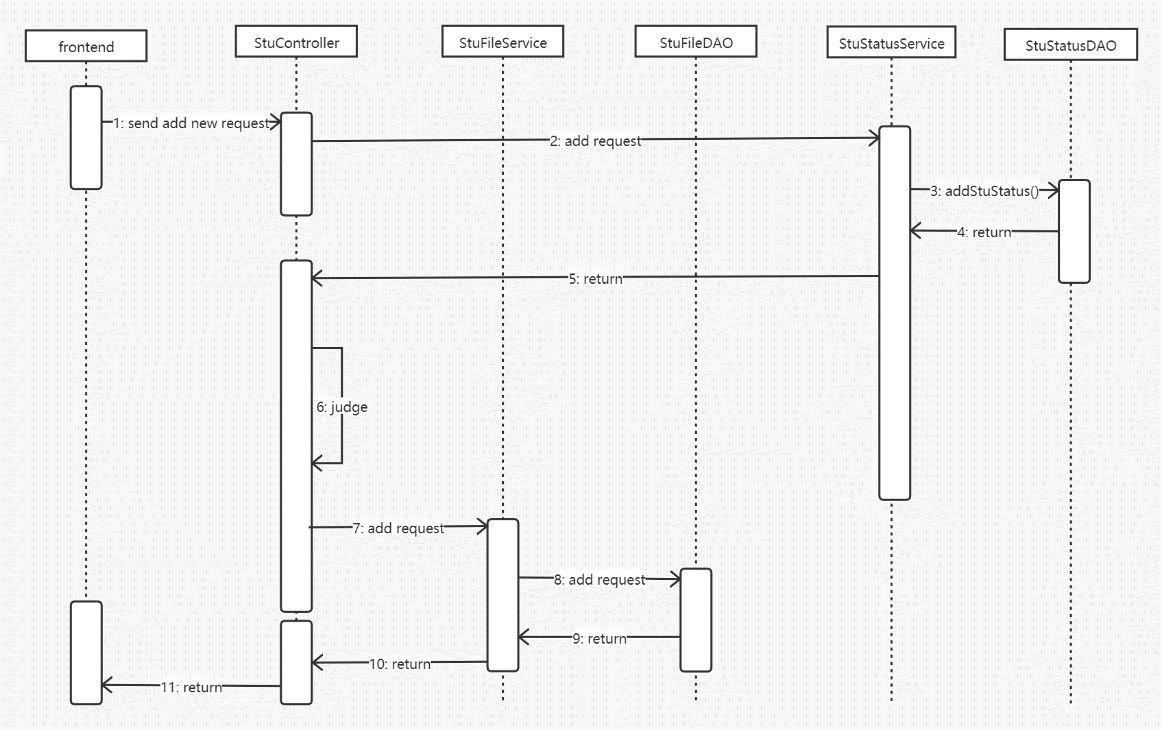 frontend
StuController
StuFileService
StuFileDAO
StuStatusService
StuStatusDAO
1: send add new request
2: add request
3: addStuStatus()
4: return
5: return
6: judge
7: add request
8: add request
9: return
10: return
11: return